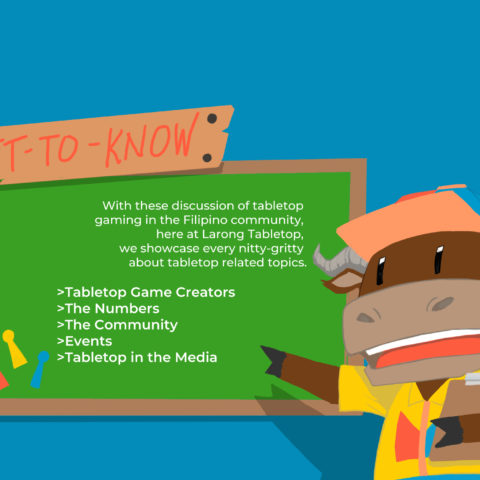 T-TO-KNOW
With these discussion of tabletop
gaming in the Filipino community,
here at Larong Tabletop,
we showcase every nitty-gritty
about tabletop related topics.
>Tabletop Game Creators
>The Numbers
>The Community
>Events
>Tabletop in the Media